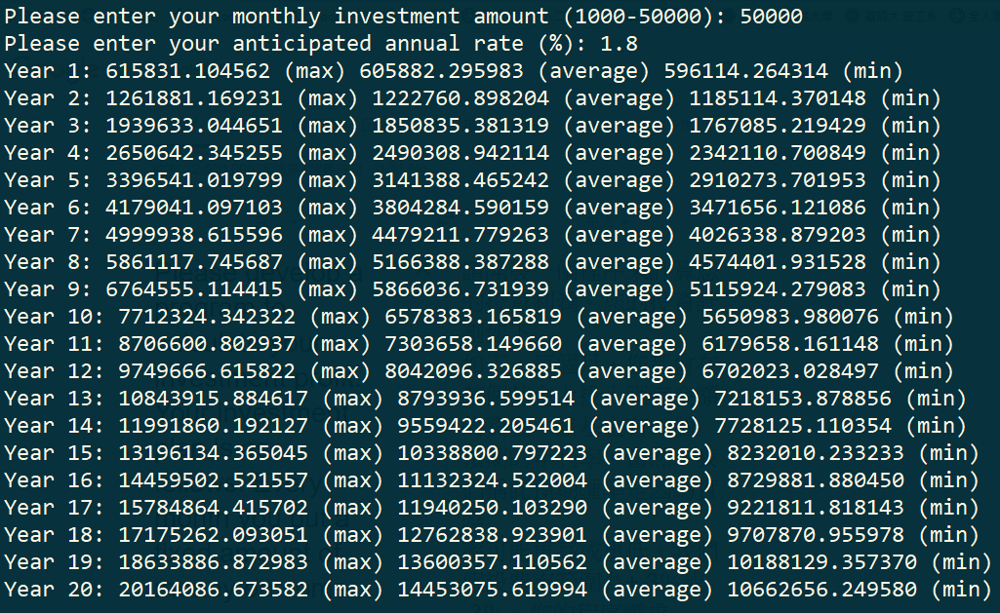 Please enter your monthly investment amount (1000-50000): 50000
Please enter your anticipated annual rate (%): 1.8
Year 1: 615831.104562 (max) 605882.295983 (average) 596114.264314 (min)
Year 2: 1261881.169231 (max) 1222760.898204 (average) 1185114.370148 (min)
Year 3: 1939633.044651 (max) 1850835.381319 (average) 1767085.219429 (min)
Year 4: 2650642.345255 (max) 2490308.942114 (average) 2342110.700849 (min)
Year 5: 3396541.019799 (max) 3141388.465242 (average) 2910273.701953 (min)
Year 6: 4179041.097103 (max) 3804284.590159 (average) 3471656.121086 (min)
Year 7: 4999938.615596 (max) 4479211.779263 (average) 4026338.879203 (min)
Year 8: 5861117.745687 (max) 5166388.387288 (average) 4574401.931528 (min)
Year 9: 6764555.114415 (max) 5866036.731939 (average) 5115924.279083 (min)
Year 10: 7712324.342322 (max) 6578383.165819 (average) 5650983.980076 (min)
Year 11: 8706600.802937 (max) 7303658.149660 (average) 6179658.161148 (min)
Year 12: 9749666.615822 (max) 8042096.326885 (average) 6702023.028497 (min)
Year 13: 10843915.884617 (max) 8793936.599514 (average) 7218153.878856 (min)
Year 14: 11991860.192127 (max) 9559422.205461 (average) 7728125.110354 (min)
Year 15: 13196134.365045 (max) 10338800.797223 (average) 8232010.233233 (min)
Year 16: 14459502.521557 (max) 11132324.522004 (average) 8729881.880450 (min)
Year 17: 15784864.415702 (max) 11940250.103290 (average) 9221811.818143 (min)
Year 18: 17175262.093051 (max) 12762838.923901 (average) 9707870.955978 (min)
Year 19: 18633886.872983 (max) 13600357.110562 (average) 10188129.357370 (min)
Year 20: 20164086.673582 (max) 14453075.619994 (average) 10662656.249580 (min)